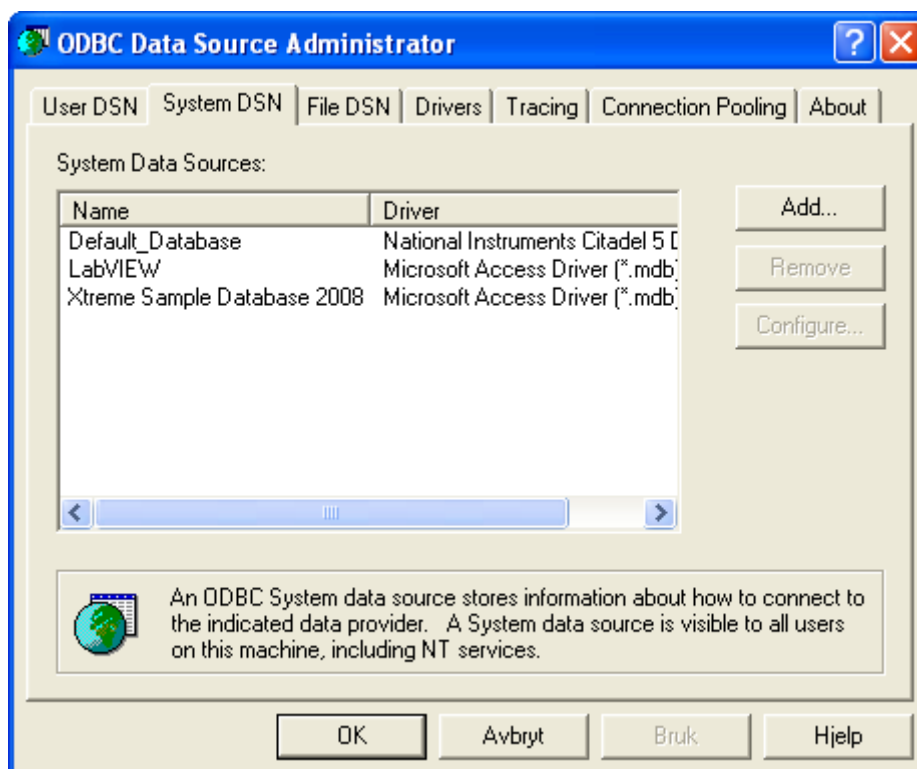 ODBC Data Source Administrator
User DSN System DSN File DSN Drivers Tracing Connection Pooling About
System Data Sources:
Name Driver
Default_Database National Instruments Citadel 5 D
LabVIEW Microsoft Access Driver (*.mdb)
Xtreme Sample Database 2008 Microsoft Access Driver (*.mdb)
Add...
Remove
Configure...
An ODBC System data source stores information about how to connect to
the indicated data provider. A System data source is visible to all users
on this machine, including NT services.
OK Avbryt Bruk Hjelp